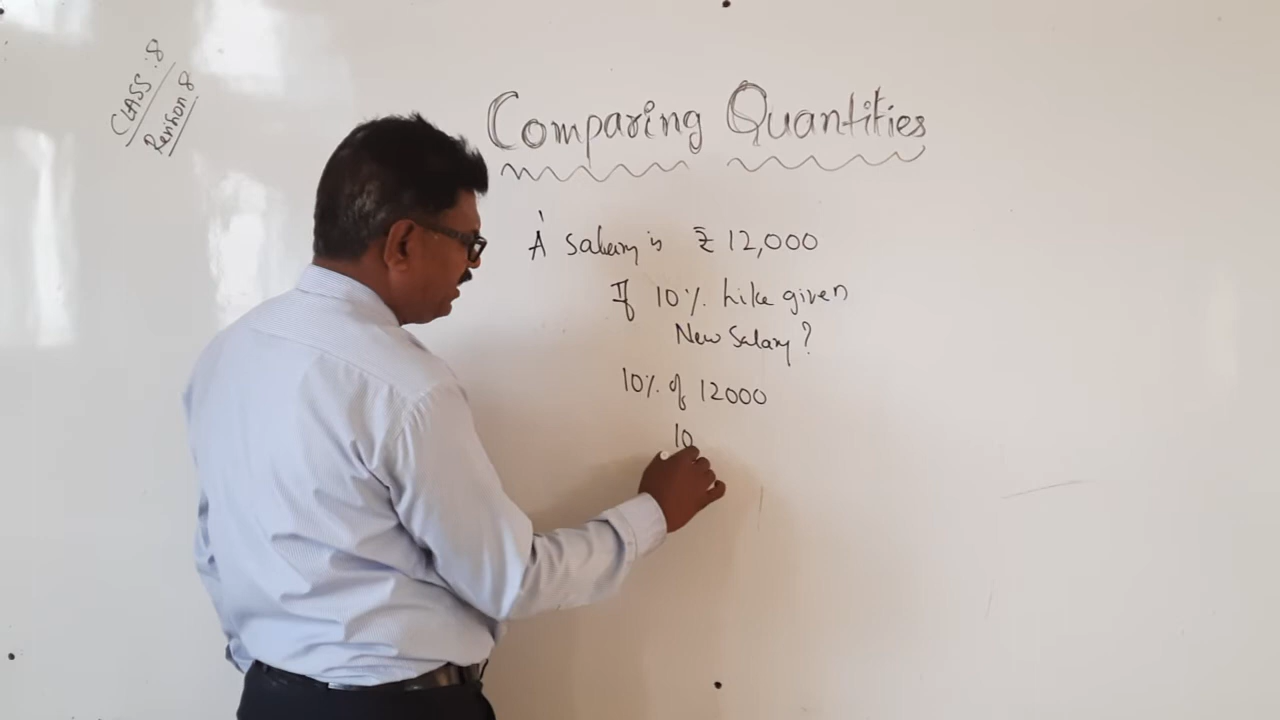 CLASS : 8
Revision 8
Comparing Quantities
A' salary is ₹ 12,000
If 10% hike given
New Salary ?
10% of 12000
10